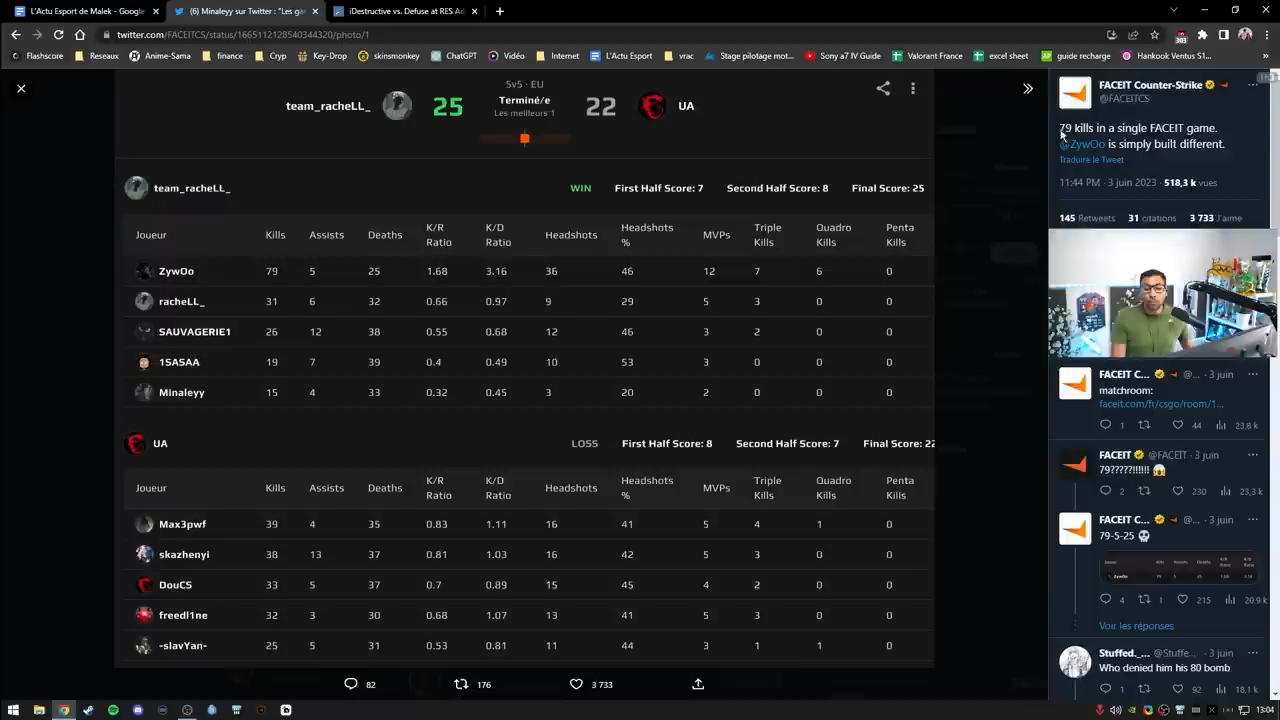 L'Actu Esport de Malek - Google
(6) Minaleyy sur Twitter : "Les ga
iDestructive vs. Defuse at RES Ad
twitter.com/FACEITCS/status/1665112128540344320/photo/1
Flashscore
Reseaux
Anime-Sama
finance
Cryp
Key-Drop
skinsmonkey
ChatGPT
Vidéo
Internet
L'Actu Esport
vrac
Stage pilotage mot...
Sony a7 IV Guide
Valorant France
excel sheet
guide recharge
Hankook Ventus S1...
5v5 · EU
team_racheLL_
25
Terminé/e
Les meilleurs 1
22
UA
team_racheLL_
WIN
First Half Score: 7
Second Half Score: 8
Final Score: 25
Joueur Kills Assists Deaths K/R Ratio K/D Ratio Headshots Headshots % MVPs Triple Kills Quadro Kills Penta Kills
ZywOo 79 5 25 1.68 3.16 36 46 12 7 6 0
racheLL_ 31 6 32 0.66 0.97 9 29 5 3 0 0
SAUVAGERIE1 26 12 38 0.55 0.68 12 46 3 2 0 0
1SASAA 19 7 39 0.4 0.49 10 53 3 0 0 0
Minaleyy 15 4 33 0.32 0.45 3 20 2 0 0 0
UA
LOSS
First Half Score: 8
Second Half Score: 7
Final Score: 22
Joueur Kills Assists Deaths K/R Ratio K/D Ratio Headshots Headshots % MVPs Triple Kills Quadro Kills Penta Kills
Max3pwf 39 4 35 0.83 1.11 16 41 5 4 1 0
skazhenyi 38 13 37 0.81 1.03 16 42 5 3 0 0
DouCS 33 5 37 0.7 0.89 15 45 4 2 0 0
freedl1ne 32 3 30 0.68 1.07 13 41 5 3 0 0
-slavYan- 25 5 31 0.53 0.81 11 44 3 1 1 0
82
176
3 733
FACEIT Counter-Strike
@FACEITCS
79 kills in a single FACEIT game.
@ZywOo is simply built different.
Traduire le Tweet
11:44 PM · 3 juin 2023 · 518,3 k vues
145 Retweets 31 citations 3 733 J'aime
FACEIT C... @... · 3 juin
matchroom:
faceit.com/fr/csgo/room/1...
1 44 23,8 k
FACEIT @FACEIT · 3 juin
79?????!!!!!! 😱
2 230 23,3 k
FACEIT C... @... · 3 juin
79-5-25 💀
4 1 215 20,9 k
Voir les réponses
Stuffed._... @Stuffe... · 3 juin
Who denied him his 80 bomb
1 92 18,1 k
13:04